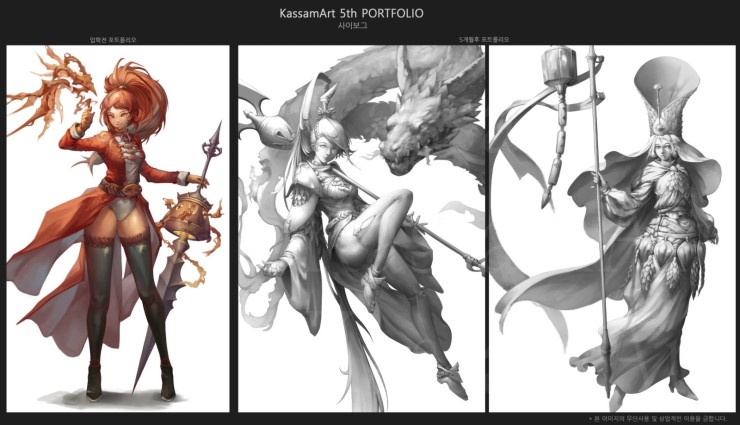 KassamArt 5th PORTFOLIO
사이보그
입학전 포트폴리오
5개월후 포트폴리오
* 본 이미지의 무단사용 및 상업적인 이용을 금합니다.